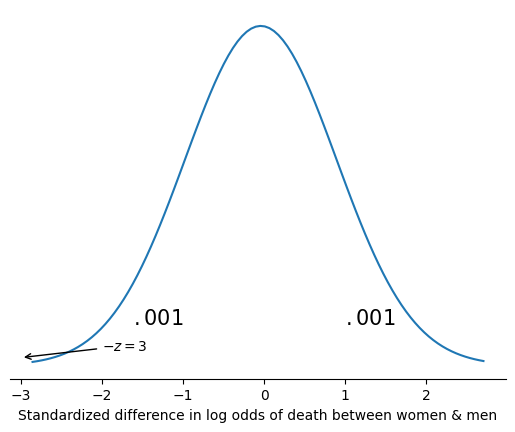 .001 .001
−z = 3
−3 −2 −1 0 1 2
Standardized difference in log odds of death between women & men